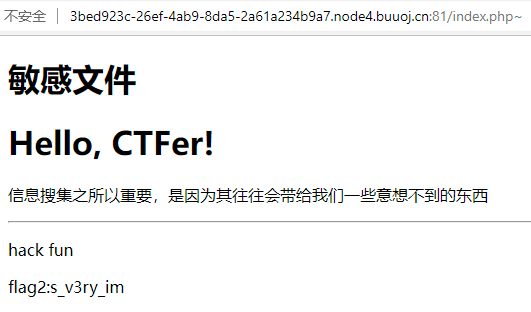 不安全 | 3bed923c-26ef-4ab9-8da5-2a61a234b9a7.node4.buuoj.cn:81/index.php~
敏感文件
Hello, CTFer!
信息搜集之所以重要，是因为其往往会带给我们一些意想不到的东西
hack fun
flag2:s_v3ry_im